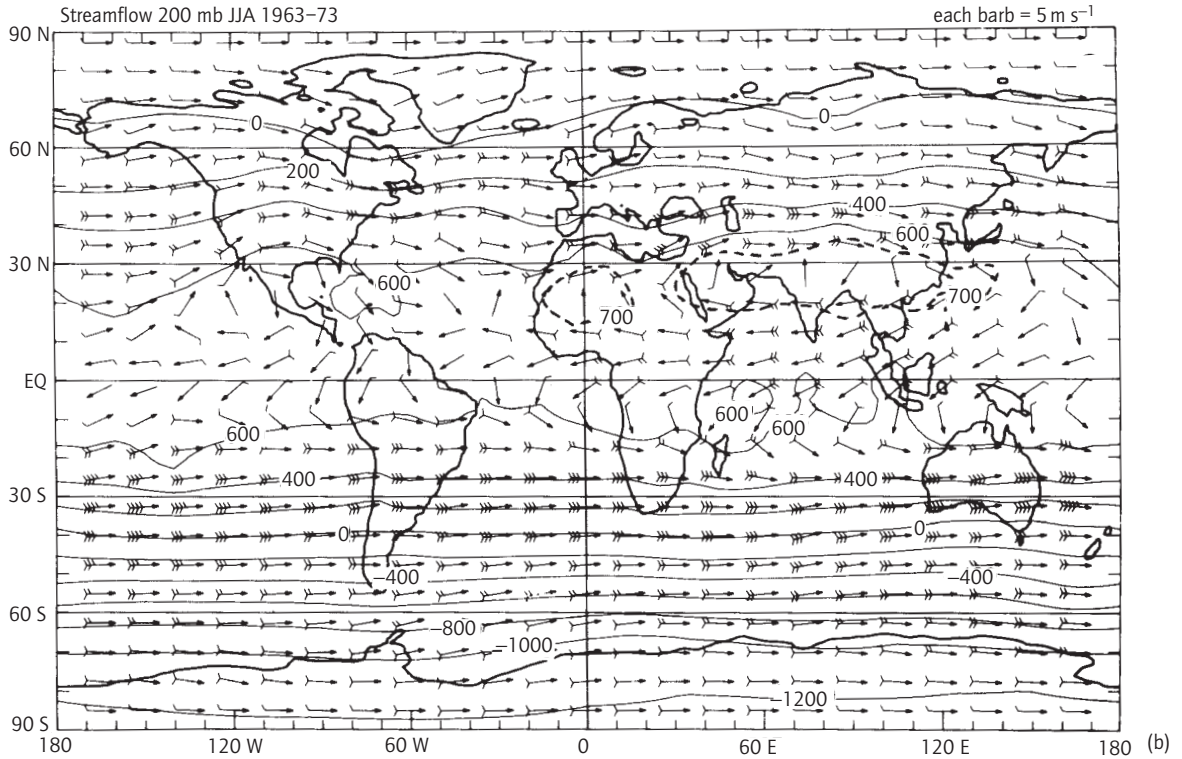 Streamflow 200 mb JJA 1963–73 each barb = 5 m s⁻¹
90 N
0 0
60 N
200
400
600
30 N
600 700
700
EQ
600 600
600
400 400
30 S
0 0
−400 −400
60 S
−800
−1000
−1200
90 S
180 120 W 60 W 0 60 E 120 E 180 (b)